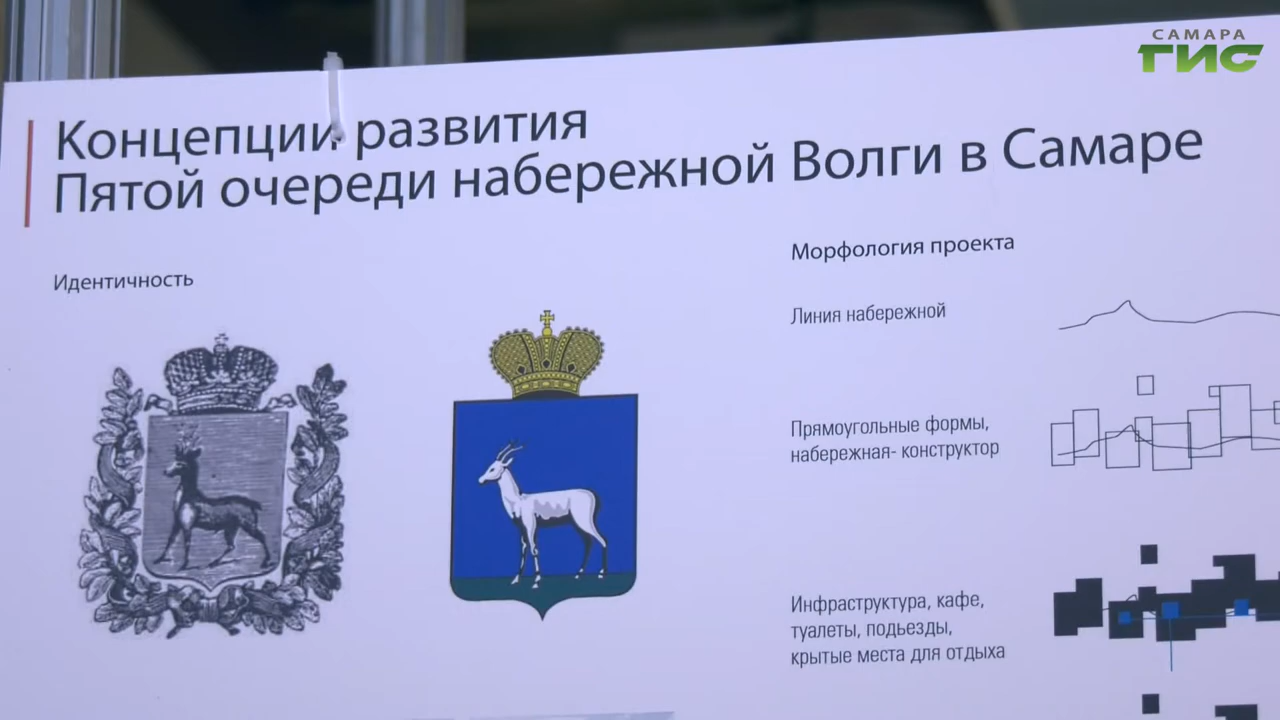 САМАРА
ГИС
Концепции развития
Пятой очереди набережной Волги в Самаре
Идентичность
Морфология проекта
Линия набережной
Прямоугольные формы,
набережная- конструктор
Инфраструктура, кафе,
туалеты, подьезды,
крытые места для отдыха